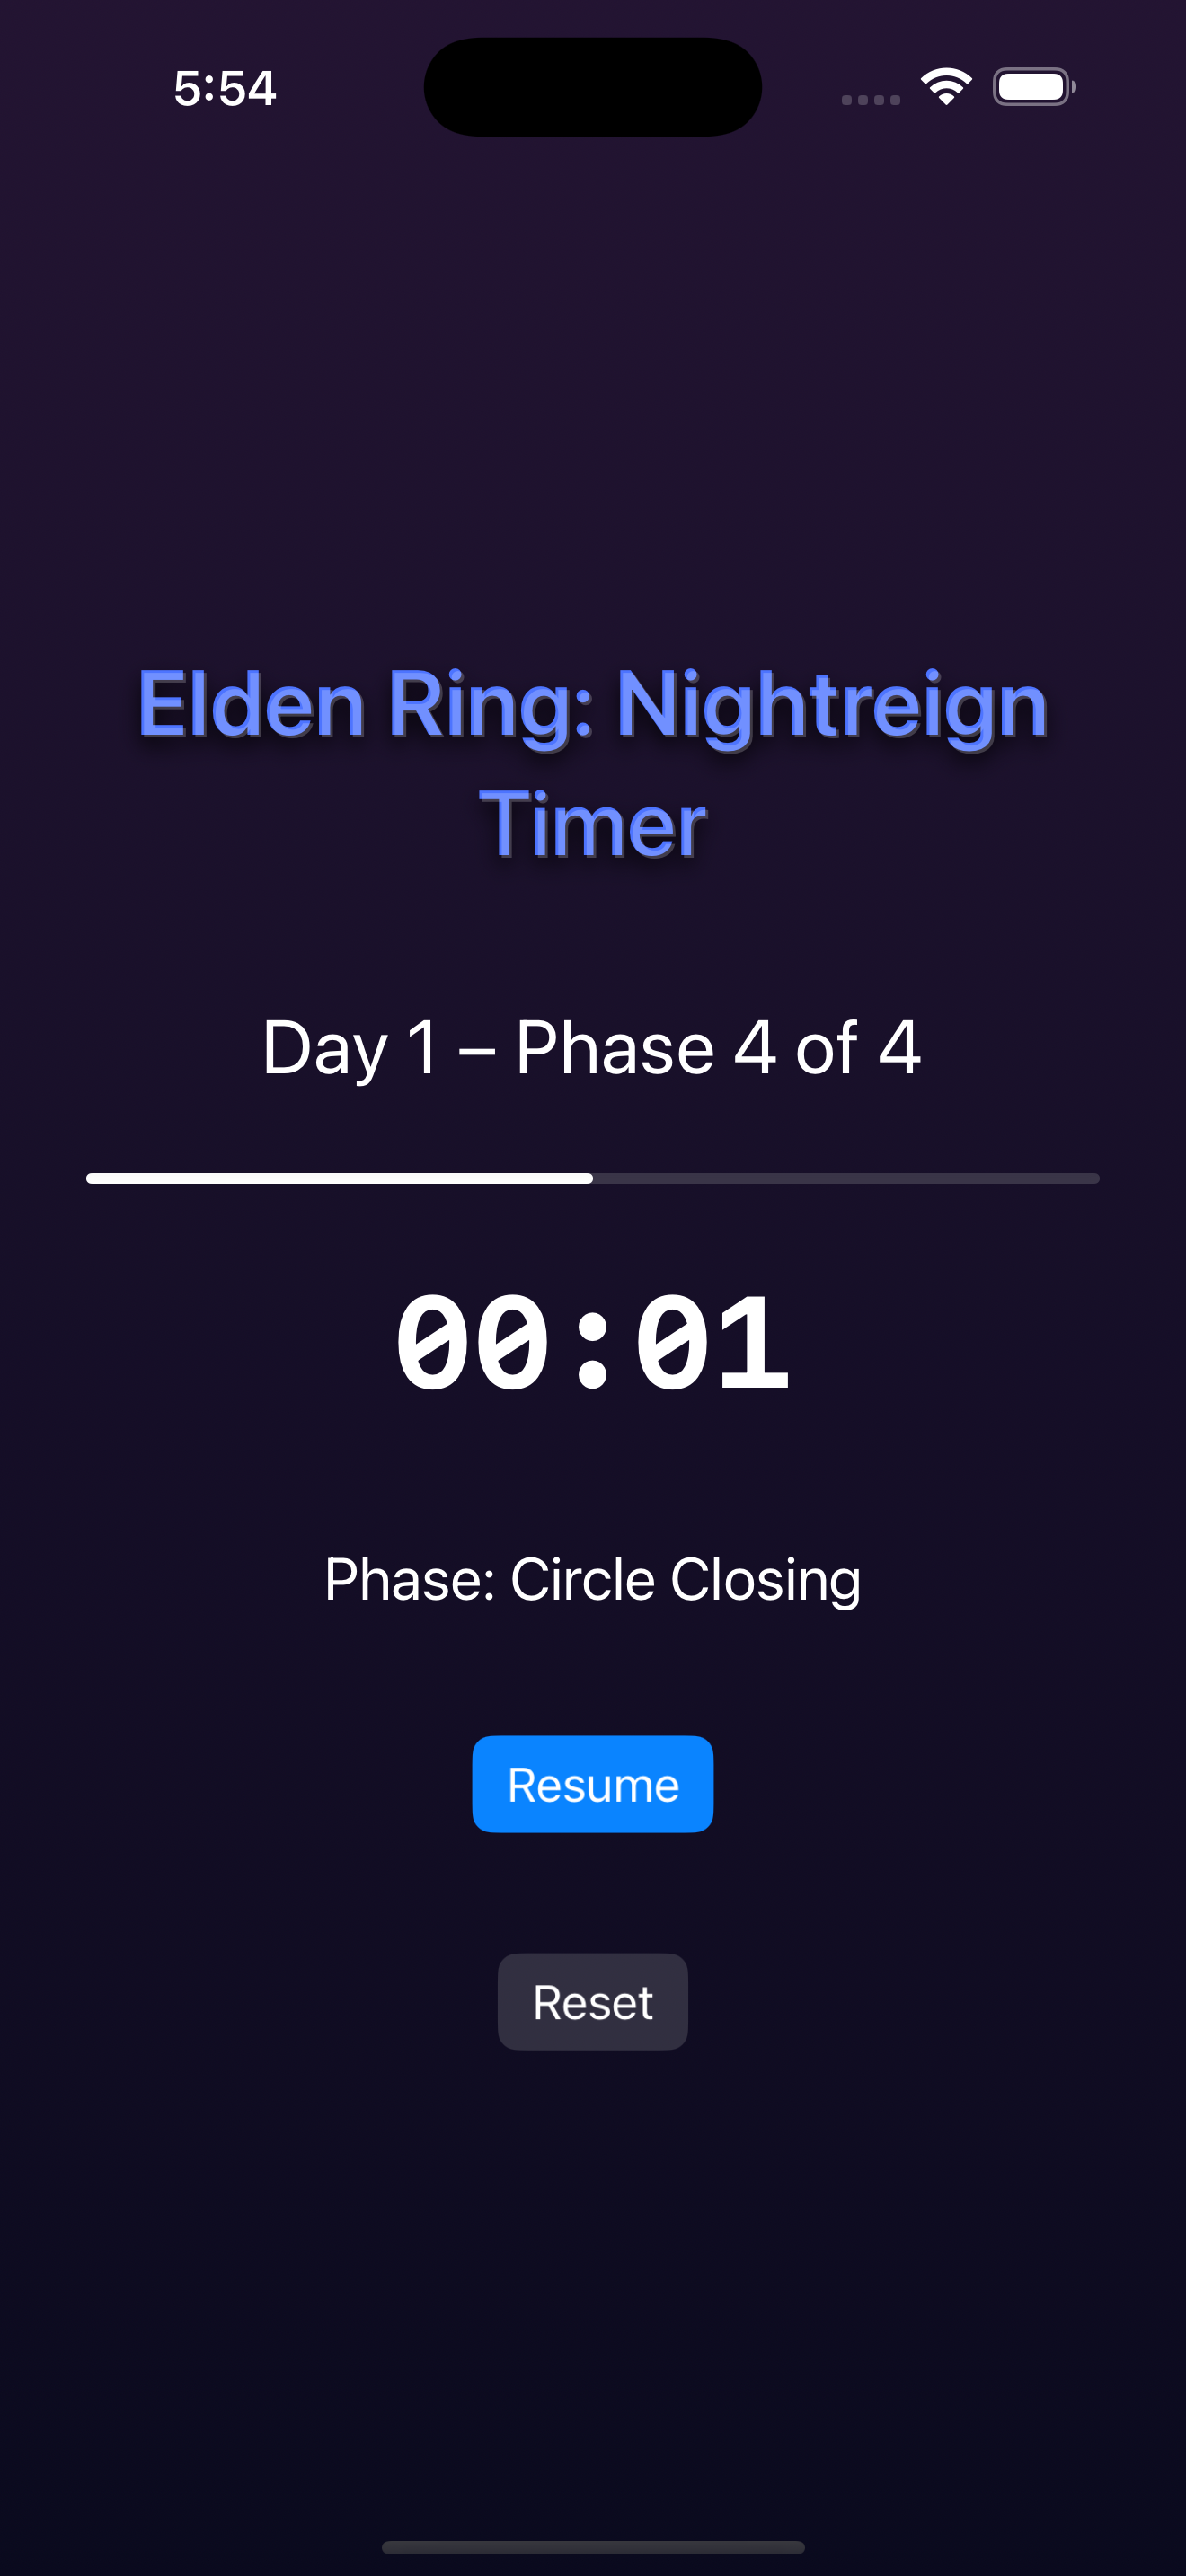 5:54
Elden Ring: Nightreign
Timer
Day 1 – Phase 4 of 4
00:01
Phase: Circle Closing
Resume
Reset